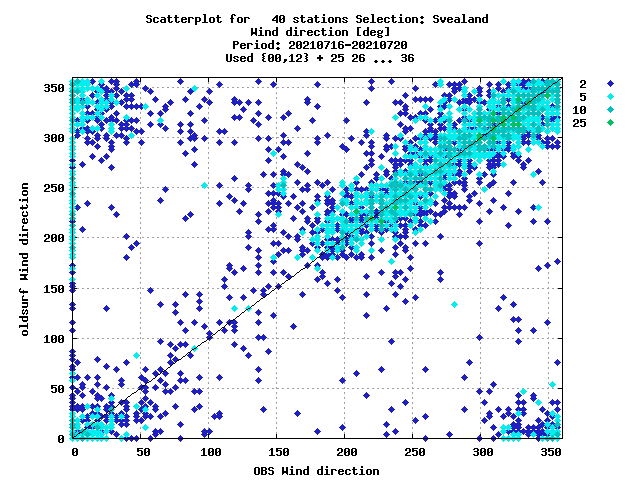 Scatterplot for   40 stations Selection: Svealand
Wind direction [deg]
Period: 20210716-20210720
Used {00,12} + 25 26 ... 36
2
5
10
25
350
300
250
200
150
100
50
0
oldsurf Wind direction
0 50 100 150 200 250 300 350
OBS Wind direction